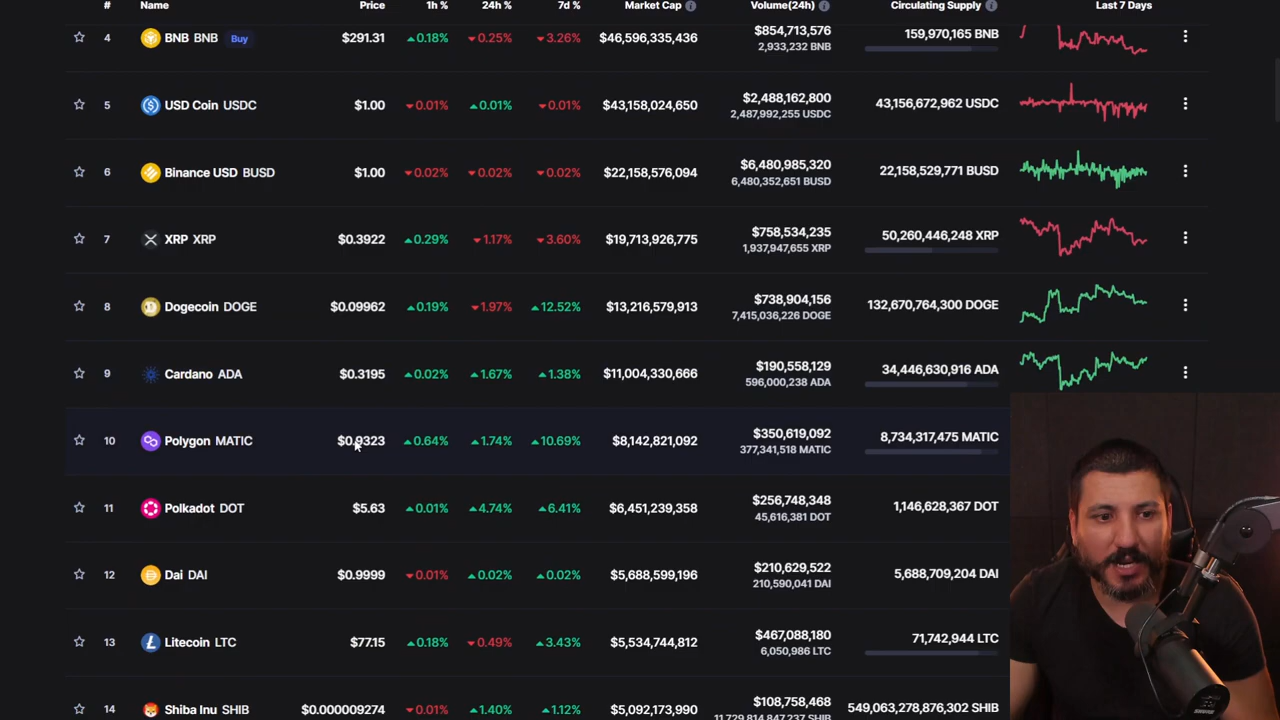 # Name Price 1h % 24h % 7d % Market Cap Volume(24h) Circulating Supply Last 7 Days
4 BNB BNB Buy $291.31 0.18% 0.25% 3.26% $46,596,335,436 $854,713,576 159,970,165 BNB
2,933,232 BNB
5 USD Coin USDC $1.00 0.01% 0.01% 0.01% $43,158,024,650 $2,488,162,800 43,156,672,962 USDC
2,487,992,255 USDC
6 Binance USD BUSD $1.00 0.02% 0.02% 0.02% $22,158,576,094 $6,480,985,320 22,158,529,771 BUSD
6,480,352,651 BUSD
7 XRP XRP $0.3922 0.29% 1.17% 3.60% $19,713,926,775 $758,534,235 50,260,446,248 XRP
1,937,947,655 XRP
8 Dogecoin DOGE $0.09962 0.19% 1.97% 12.52% $13,216,579,913 $738,904,156 132,670,764,300 DOGE
7,415,036,226 DOGE
9 Cardano ADA $0.3195 0.02% 1.67% 1.38% $11,004,330,666 $190,558,129 34,446,630,916 ADA
596,000,238 ADA
10 Polygon MATIC $0.9323 0.64% 1.74% 10.69% $8,142,821,092 $350,619,092 8,734,317,475 MATIC
377,341,518 MATIC
11 Polkadot DOT $5.63 0.01% 4.74% 6.41% $6,451,239,358 $256,748,348 1,146,628,367 DOT
45,616,381 DOT
12 Dai DAI $0.9999 0.01% 0.02% 0.02% $5,688,599,196 $210,629,522 5,688,709,204 DAI
210,590,041 DAI
13 Litecoin LTC $77.15 0.18% 0.49% 3.43% $5,534,744,812 $467,088,180 71,742,944 LTC
6,050,986 LTC
14 Shiba Inu SHIB $0.000009274 0.01% 1.40% 1.12% $5,092,173,990 $108,758,468 549,063,278,876,302 SHIB
11,729,814,847,237 SHIB